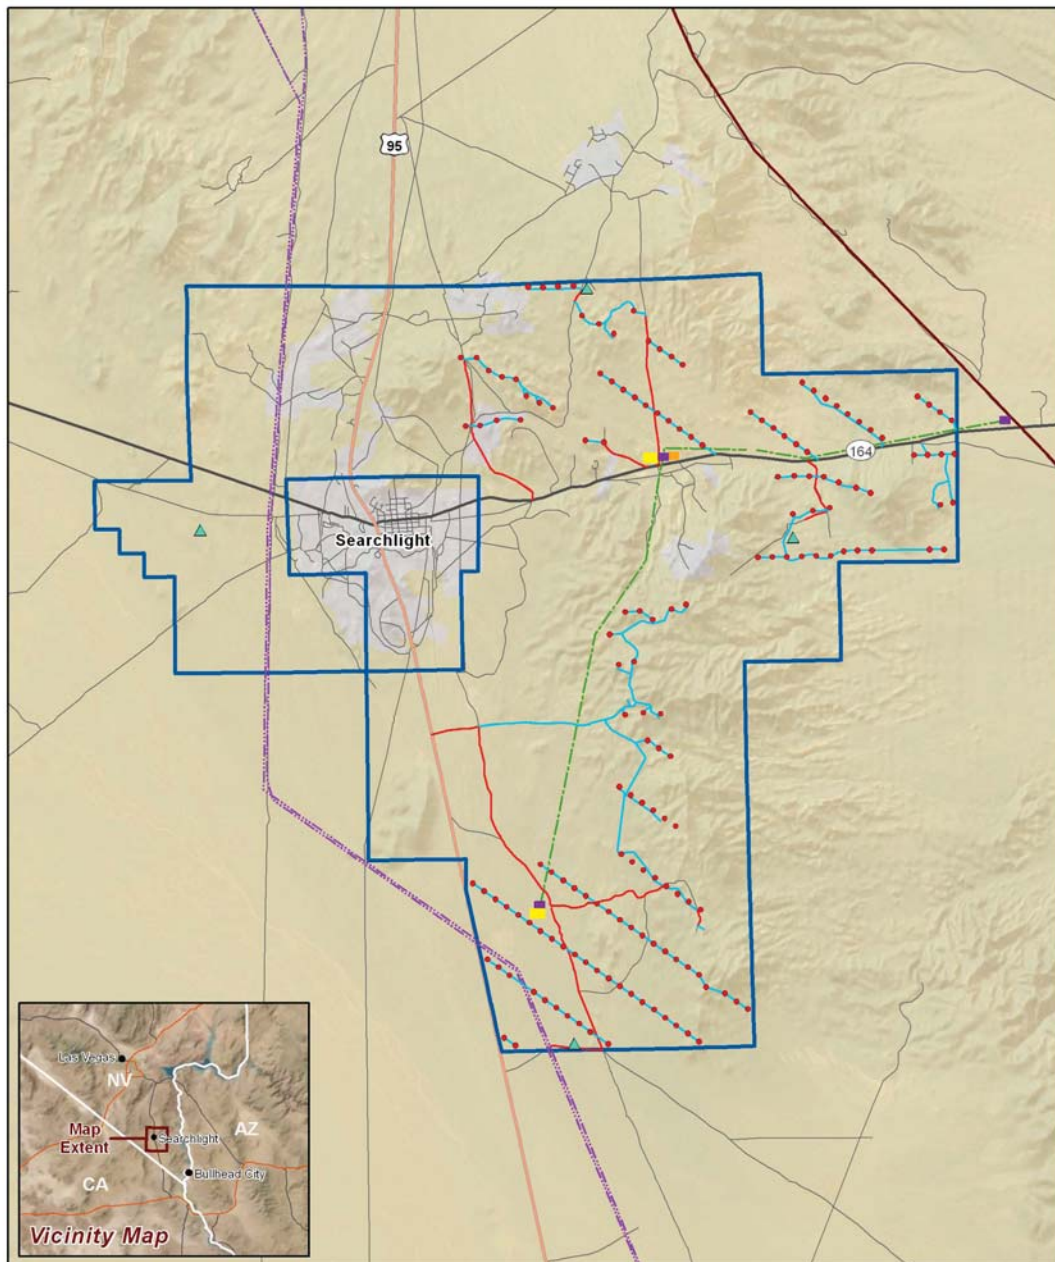 95
164
Searchlight
Las Vegas
NV
Map
Extent
Searchlight
AZ
Bullhead City
CA
Vicinity Map